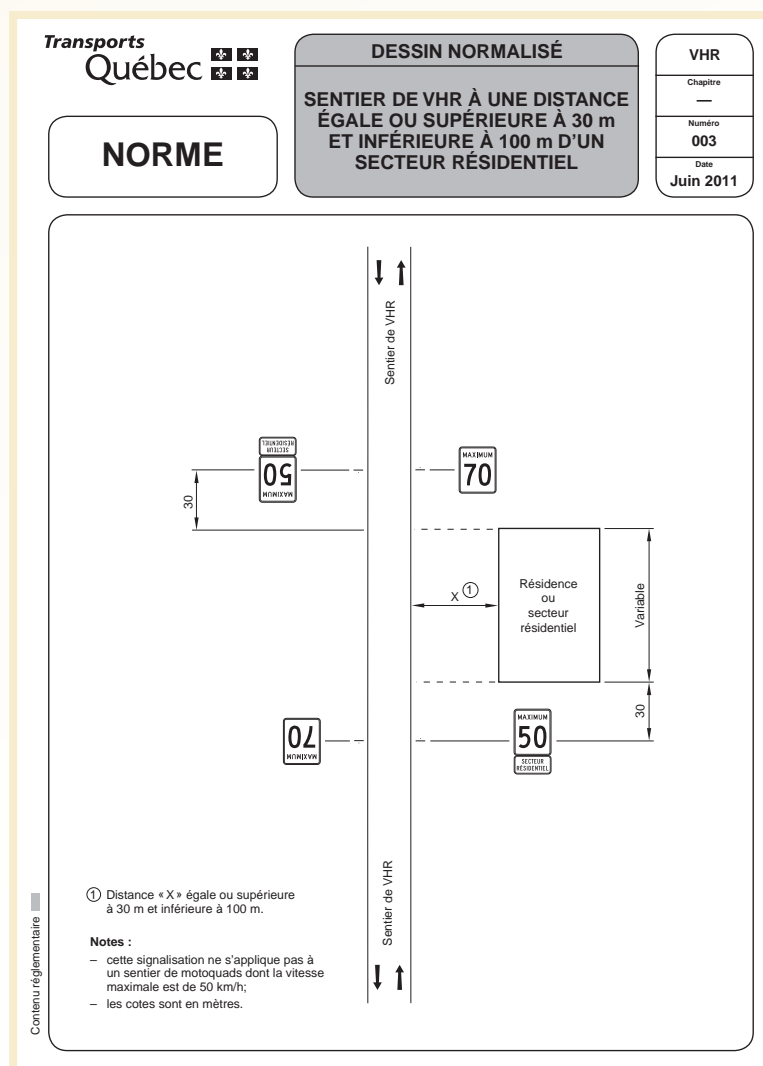 Transports
Québec
NORME
DESSIN NORMALISÉ
SENTIER DE VHR À UNE DISTANCE
ÉGALE OU SUPÉRIEURE À 30 m
ET INFÉRIEURE À 100 m D'UN
SECTEUR RÉSIDENTIEL
VHR
Chapitre
—
Numéro
003
Date
Juin 2011
Sentier de VHR
SECTEUR
RÉSIDENTIEL
50
MAXIMUM
MAXIMUM
70
30
X ①
Résidence
ou
secteur
résidentiel
Variable
30
70
MAXIMUM
MAXIMUM
50
SECTEUR
RÉSIDENTIEL
Sentier de VHR
① Distance « X » égale ou supérieure
à 30 m et inférieure à 100 m.
Notes :
– cette signalisation ne s'applique pas à
un sentier de motoquads dont la vitesse
maximale est de 50 km/h;
– les cotes sont en mètres.
Contenu réglementaire